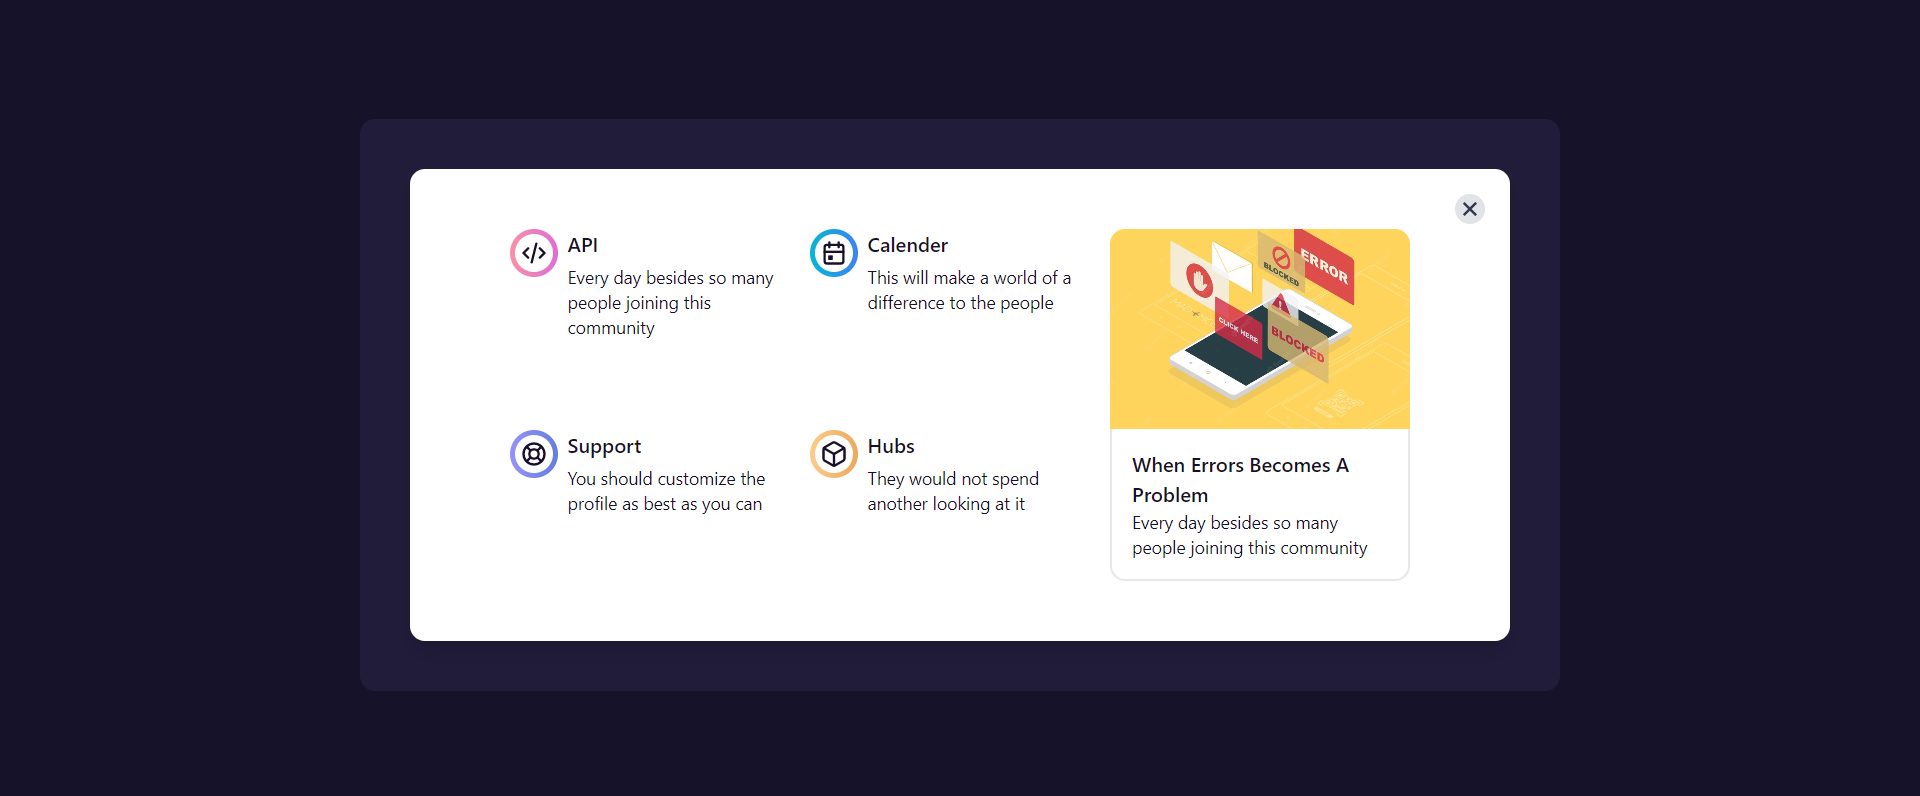 API
Every day besides so many
people joining this
community
Calender
This will make a world of a
difference to the people
Support
You should customize the
profile as best as you can
Hubs
They would not spend
another looking at it
ERROR
BLOCKED
CLICK HERE
BLOCKED
When Errors Becomes A
Problem
Every day besides so many
people joining this community